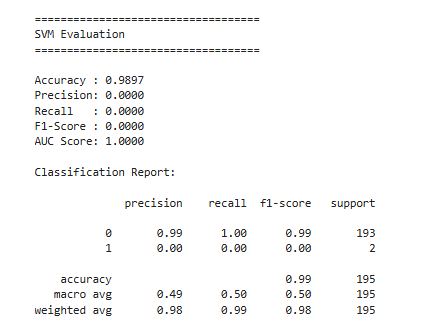 ===================================
SVM Evaluation
===================================
Accuracy : 0.9897
Precision: 0.0000
Recall   : 0.0000
F1-Score : 0.0000
AUC Score: 1.0000
Classification Report:
              precision    recall  f1-score   support
           0       0.99      1.00      0.99       193
           1       0.00      0.00      0.00         2
    accuracy                           0.99       195
   macro avg       0.49      0.50      0.50       195
weighted avg       0.98      0.99      0.98       195